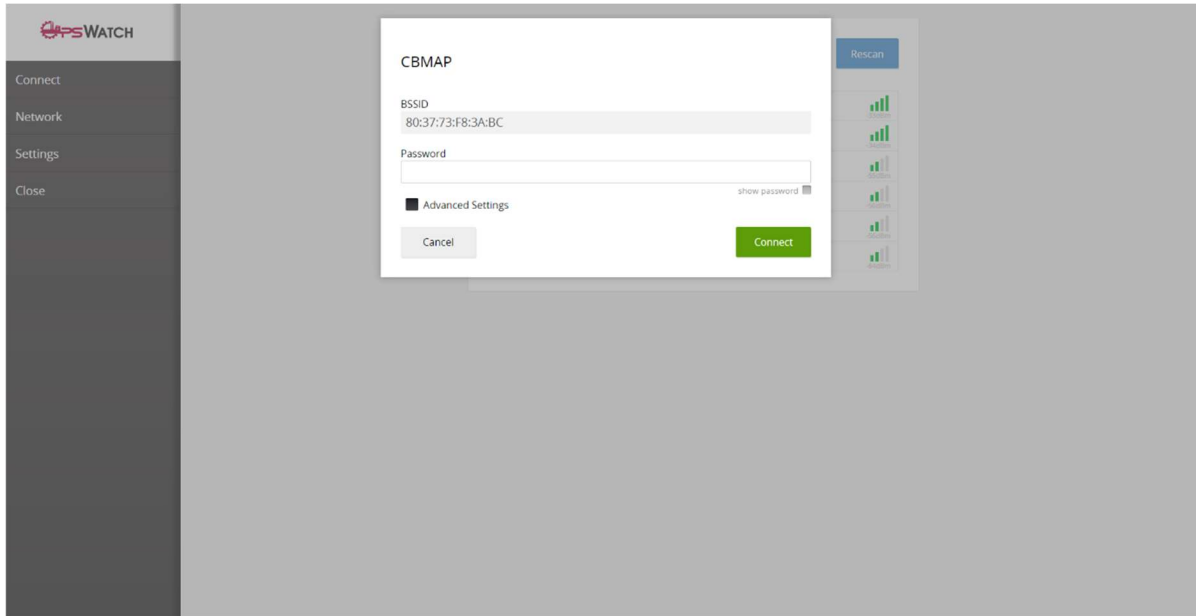 OPSWATCH
Connect
Network
Settings
Close
Rescan
CBMAP
BSSID
80:37:73:F8:3A:BC
Password
show password
Advanced Settings
Cancel
Connect